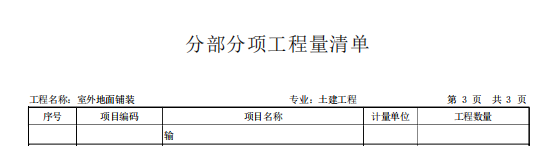 分部分项工程量清单
工程名称：室外地面铺装 专业：土建工程 第 3 页 共 3 页
序号 项目编码 项目名称 计量单位 工程数量
输